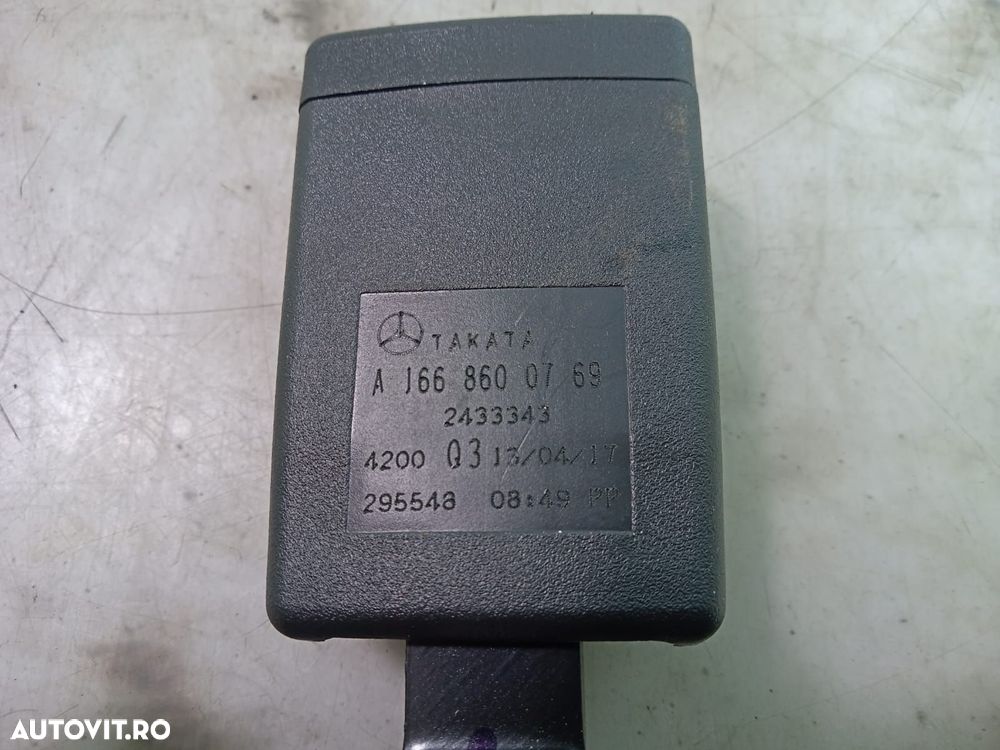 TAKATA
A 166 860 07 69
2433343
4200 Q3 13/04/17
295548 08:49 PP
AUTOVIT.RO